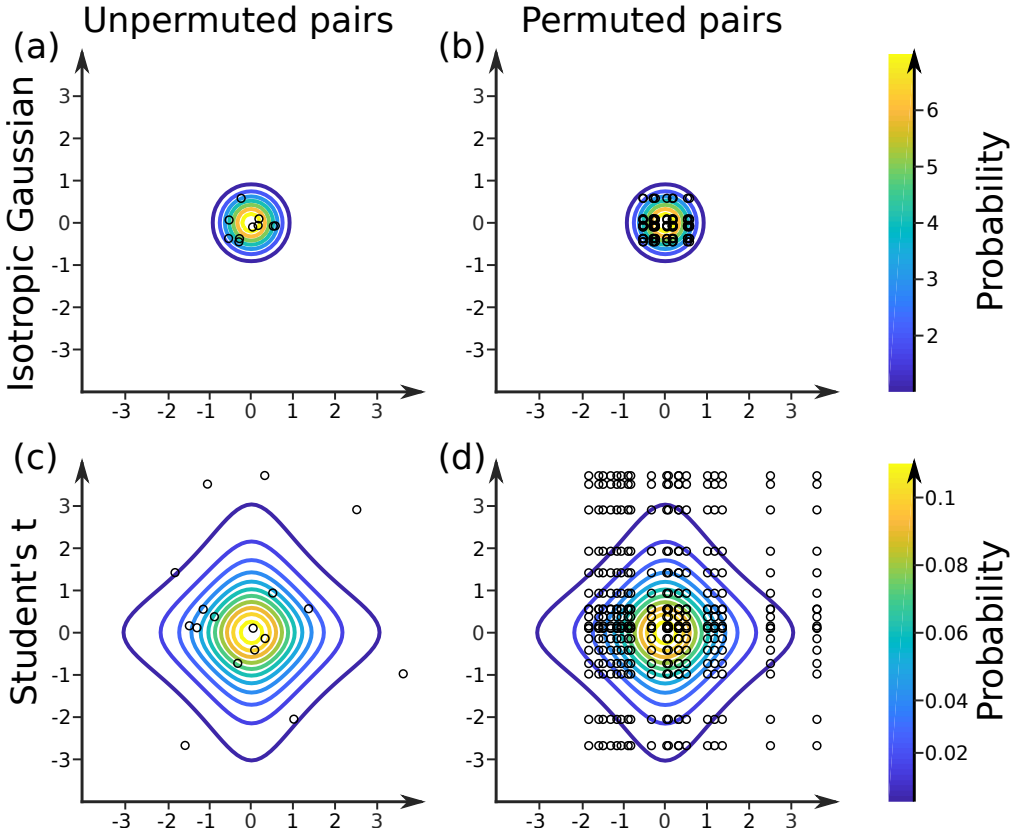 Unpermuted pairs
Permuted pairs
(a)
(b)
Isotropic Gaussian
3
2
1
0
-1
-2
-3
-3 -2 -1 0 1 2 3
3
2
1
0
-1
-2
-3
-3 -2 -1 0 1 2 3
6
5
4
3
2
Probability
(c)
(d)
Student's t
3
2
1
0
-1
-2
-3
-3 -2 -1 0 1 2 3
3
2
1
0
-1
-2
-3
-3 -2 -1 0 1 2 3
0.1
0.08
0.06
0.04
0.02
Probability